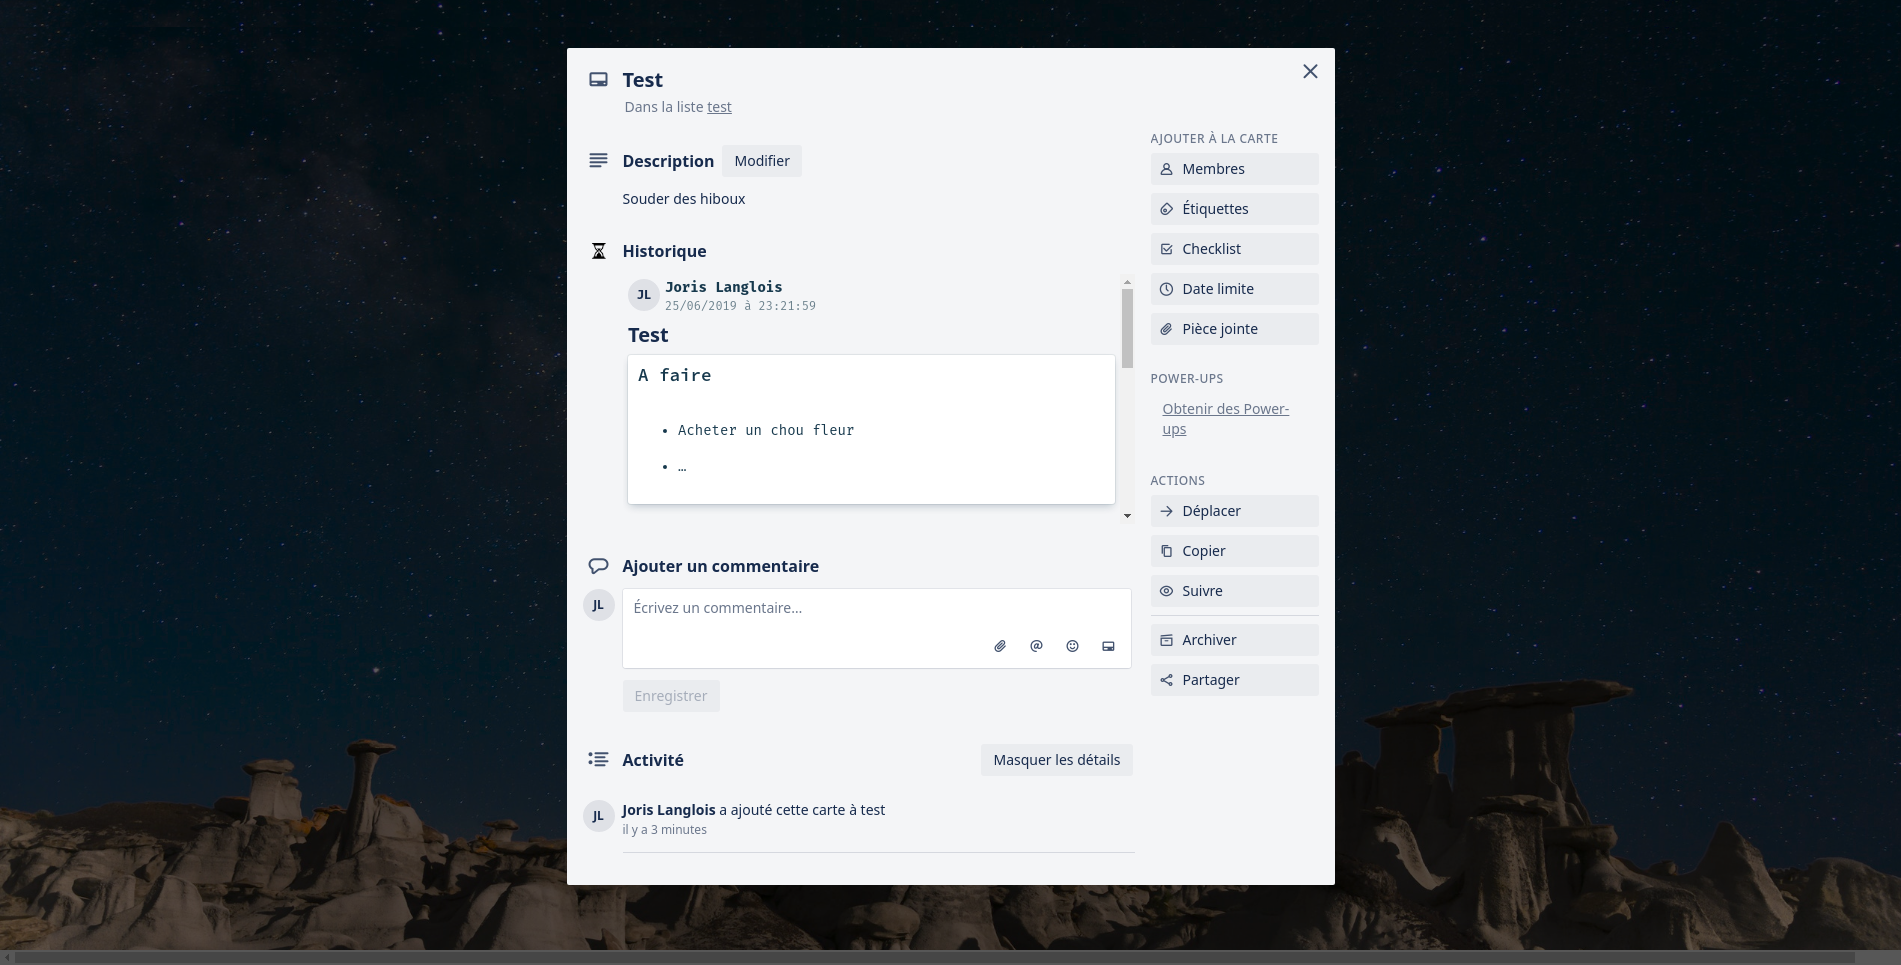 Test
Dans la liste test
Description
Modifier
Souder des hiboux
Historique
JL
Joris Langlois
25/06/2019 à 23:21:59
Test
A faire
• Acheter un chou fleur
• …
Ajouter un commentaire
JL
Écrivez un commentaire…
Enregistrer
Activité
Masquer les détails
JL
Joris Langlois a ajouté cette carte à test
il y a 3 minutes
AJOUTER À LA CARTE
Membres
Étiquettes
Checklist
Date limite
Pièce jointe
POWER-UPS
Obtenir des Power-
ups
ACTIONS
Déplacer
Copier
Suivre
Archiver
Partager